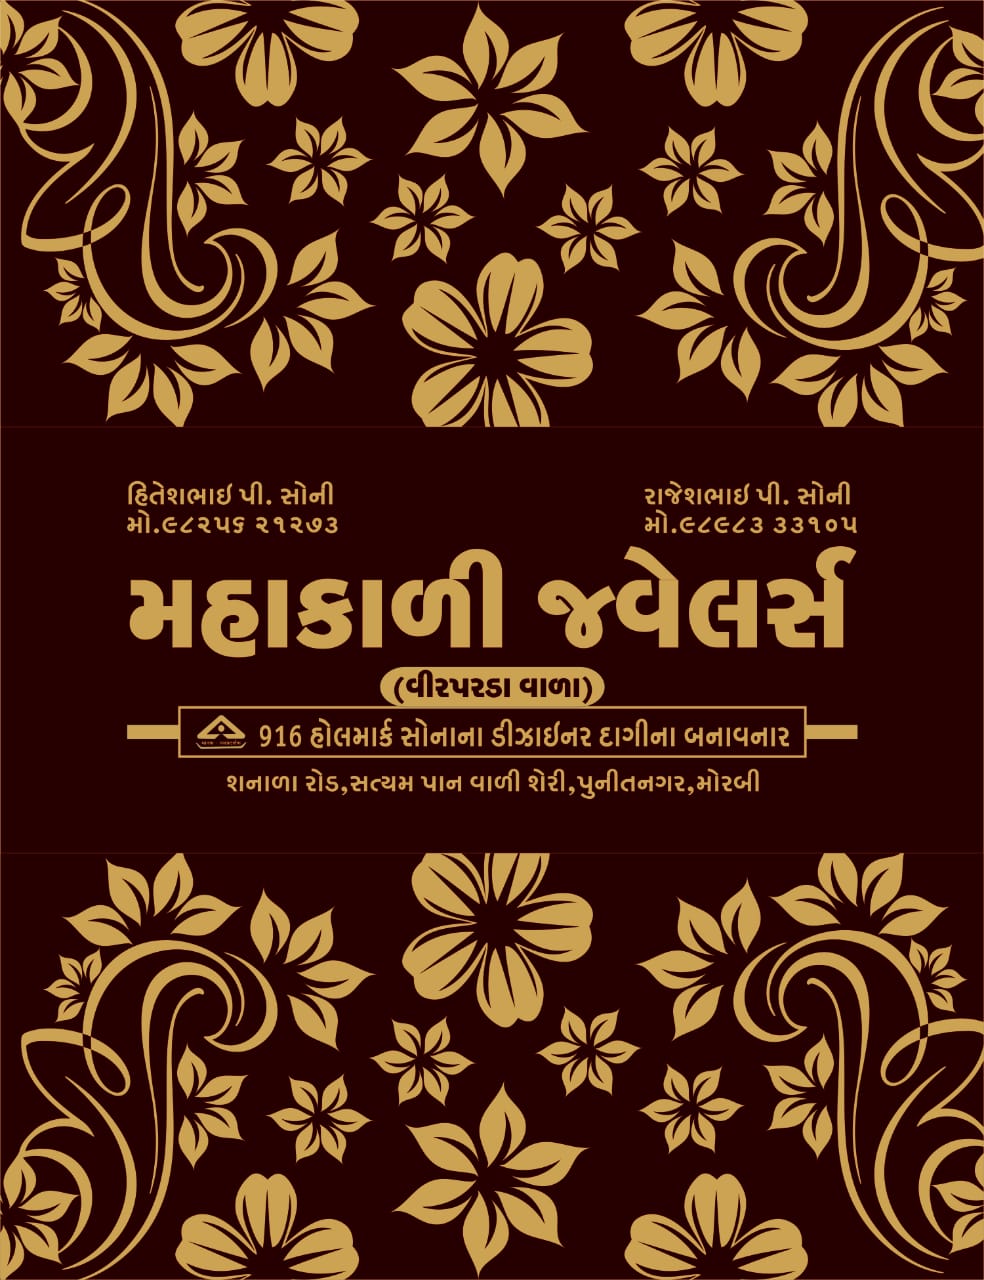 હિતેશભાઇ પી. સોની
મો.૯૮૨૫૬ ૨૧૨૭૩
રાજેશભાઇ પી. સોની
મો.૯૮૯૮૩ ૩૩૧૦૫
મહાકાળી જ્વેલર્સ
(વીરપરડા વાળા)
916 હોલમાર્ક સોનાના ડીઝાઇનર દાગીના બનાવનાર
શનાળા રોડ,સત્યમ પાન વાળી શેરી,પુનીતનગર,મોરબી